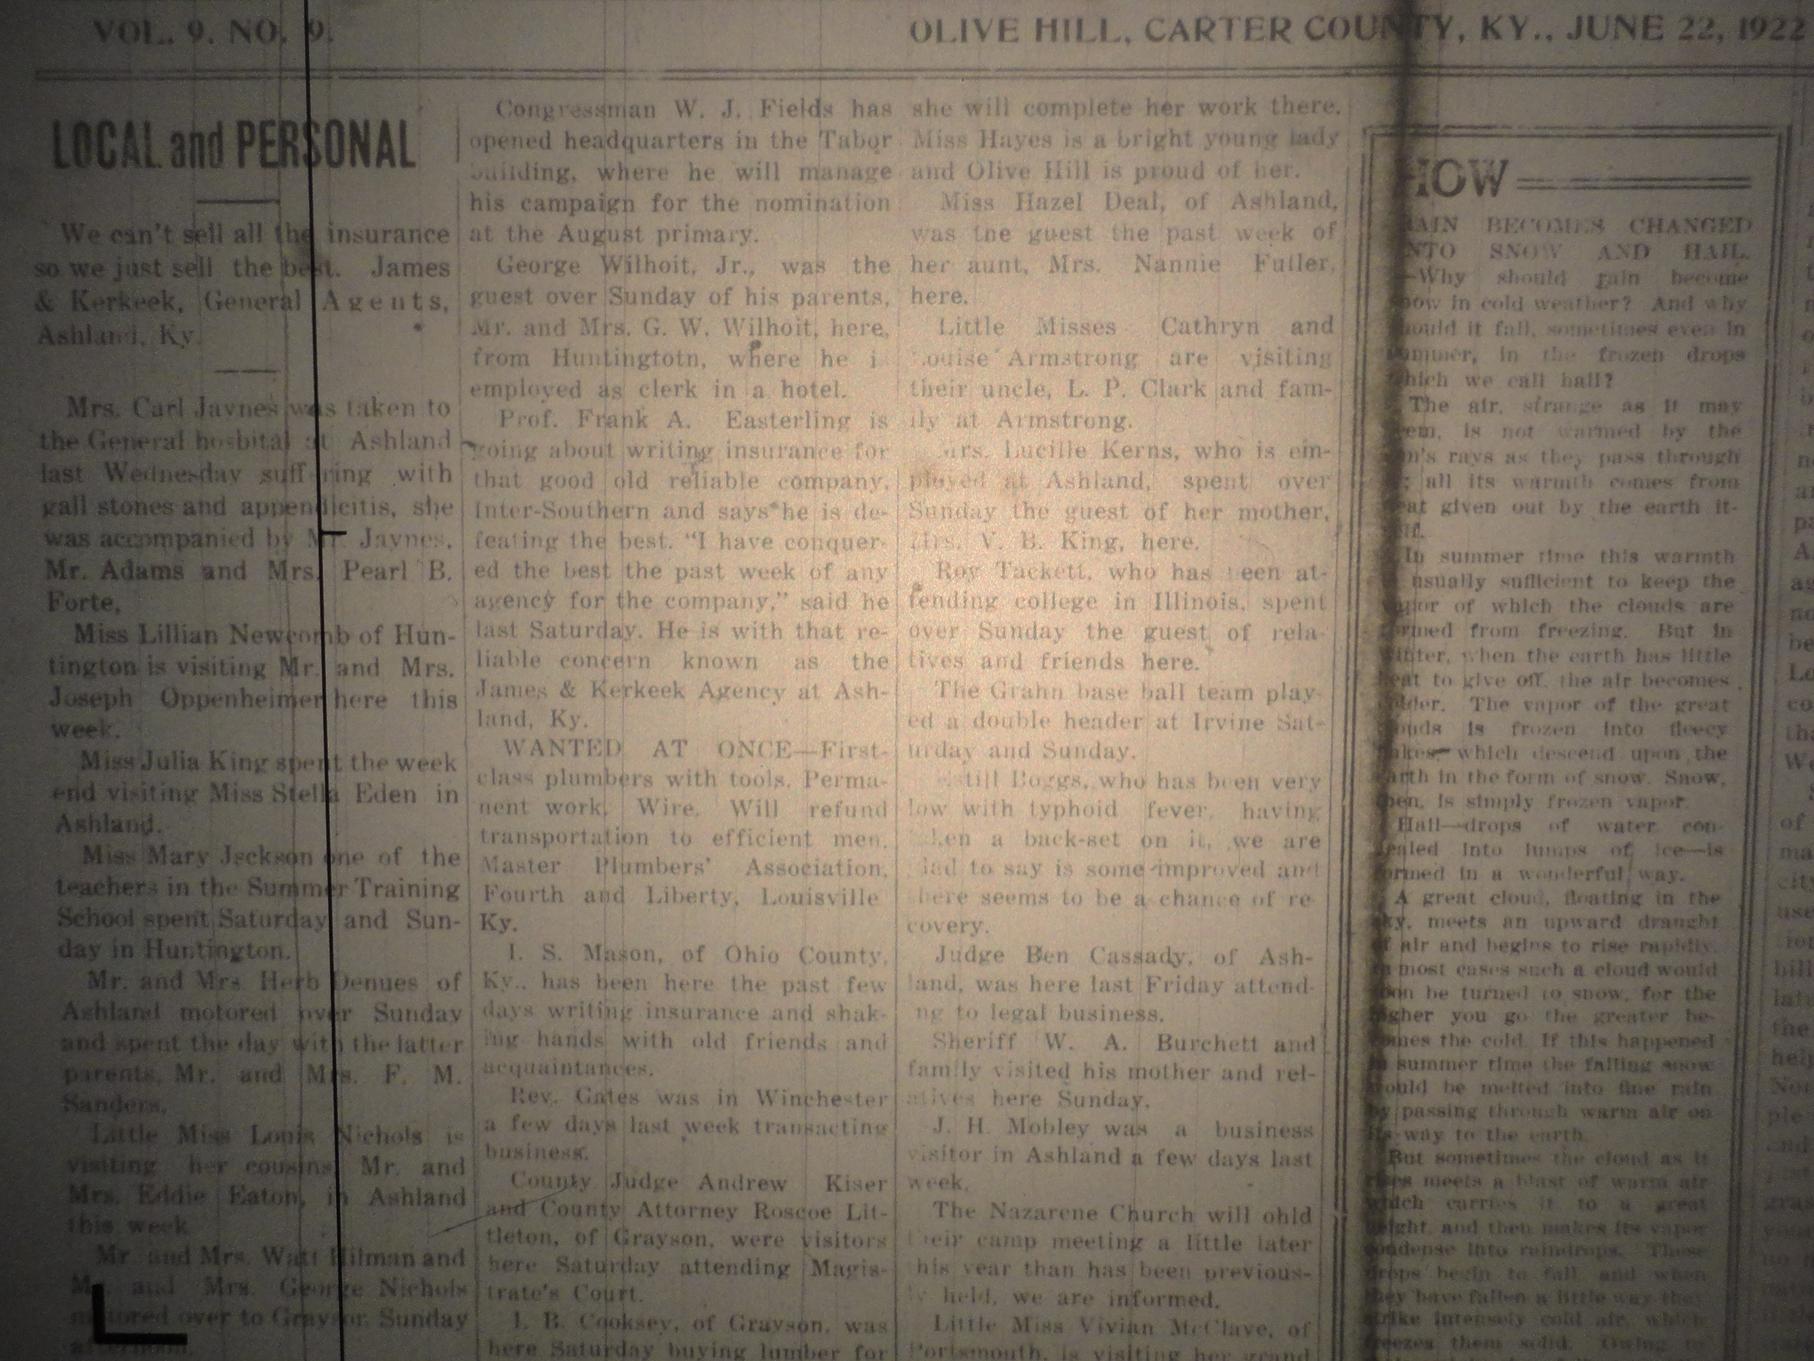 VOL. 9. NO. 9.
OLIVE HILL, CARTER COUNTY, KY., JUNE 22, 1922
LOCAL and PERSONAL
We can't sell all the insurance
so we just sell the best. James
& Kerkeek, General Agents,
Ashland, Ky.
Mrs. Carl Jaynes was taken to
the General hosbital at Ashland
last Wednesday suffering with
gall stones and appendicitis, she
was accompanied by Mr. Jaynes,
Mr. Adams and Mrs. Pearl B.
Forte,
Miss Lillian Newcomb of Hun-
tington is visiting Mr. and Mrs.
Joseph Oppenheimer here this
week.
Miss Julia King spent the week
end visiting Miss Stella Eden in
Ashland.
Miss Mary Jackson one of the
teachers in the Summer Training
School spent Saturday and Sun-
day in Huntington.
Mr. and Mrs Herb Denues of
Ashland motored over Sunday
and spent the day with the latter
parents, Mr. and Mrs. F. M.
Sanders,
Little Miss Louis Nichols is
visiting her cousins Mr. and
Mrs. Eddie Eaton, in Ashland
this week
Mr. and Mrs. Watt Hilman and
Mr. and Mrs. George Nichols
motored over to Grayson Sunday
afternoon.
Congressman W. J. Fields has
opened headquarters in the Tabor
building, where he will manage
his campaign for the nomination
at the August primary.
George Wilhoit, Jr., was the
guest over Sunday of his parents,
Mr. and Mrs. G. W. Wilhoit, here,
from Huntingtotn, where he i
employed as clerk in a hotel.
Prof. Frank A. Easterling is
going about writing insurance for
that good old reliable company,
Inter-Southern and says he is de-
feating the best. "I have conquer-
ed the best the past week of any
agency for the company," said he
last Saturday. He is with that re-
liable concern known as the
James & Kerkeek Agency at Ash-
land, Ky.
WANTED AT ONCE—First-
class plumbers with tools. Perma-
nent work. Wire. Will refund
transportation to efficient men.
Master Plumbers' Association,
Fourth and Liberty, Louisville
Ky.
I. S. Mason, of Ohio County,
Ky., has been here the past few
days writing insurance and shak-
ing hands with old friends and
acquaintances.
Rev. Gates was in Winchester
a few days last week transacting
business.
County Judge Andrew Kiser
and County Attorney Roscoe Lit-
tleton, of Grayson, were visitors
here Saturday attending Magis-
trate's Court.
I. B. Cooksey, of Grayson, was
here Saturday buying lumber for
she will complete her work there.
Miss Hayes is a bright young lady
and Olive Hill is proud of her.
Miss Hazel Deal, of Ashland,
was tne guest the past week of
her aunt, Mrs. Nannie Fuller,
here.
Little Misses Cathryn and
Louise Armstrong are visiting
their uncle, L. P. Clark and fam-
ily at Armstrong.
Mrs. Lucille Kerns, who is em-
ployed at Ashland, spent over
Sunday the guest of her mother,
Mrs. V. B. King, here.
Roy Tackett, who has been at-
tending college in Illinois, spent
over Sunday the guest of rela-
tives and friends here.
The Grahn base ball team play-
ed a double header at Irvine Sat-
urday and Sunday.
Boggs, who has been very
low with typhoid fever, having
taken a back-set on it, we are
glad to say is some improved and
there seems to be a chance of re-
covery.
Judge Ben Cassady, of Ash-
land, was here last Friday attend-
ing to legal business.
Sheriff W. A. Burchett and
family visited his mother and rel-
atives here Sunday.
J. H. Mobley was a business
visitor in Ashland a few days last
week.
The Nazarene Church will ohld
their camp meeting a little later
this year than has been previous-
ly held, we are informed.
Little Miss Vivian McClave, of
Portsmouth, is visiting her grand
HOW
RAIN BECOMES CHANGED
INTO SNOW AND HAIL.
—Why should rain become
snow in cold weather? And why
should it fall, sometimes even in
summer, in the frozen drops
which we call hail?
The air, strange as it may
seem, is not warmed by the
sun's rays as they pass through
it; all its warmth comes from
heat given out by the earth it-
self.
In summer time this warmth
is usually sufficient to keep the
vapor of which the clouds are
formed from freezing. But in
winter, when the earth has little
heat to give off, the air becomes
colder. The vapor of the great
clouds is frozen into fleecy
flakes which descend upon the
earth in the form of snow. Snow,
then, is simply frozen vapor.
Hail—drops of water con-
gealed into lumps of ice—is
formed in a wonderful way.
A great cloud, floating in the
sky, meets an upward draught
of air and begins to rise rapidly.
In most cases such a cloud would
soon be turned to snow, for the
higher you go the greater be-
comes the cold. If this happened
in summer time the falling snow
would be melted into fine rain
by passing through warm air on
its way to the earth.
But sometimes the cloud as it
rises meets a blast of warm air
which carries it to a great
height, and then makes its vapor
condense into raindrops. These
drops begin to fall, and when
they have fallen a little way they
strike intensely cold air, which
freezes them solid. Owing to